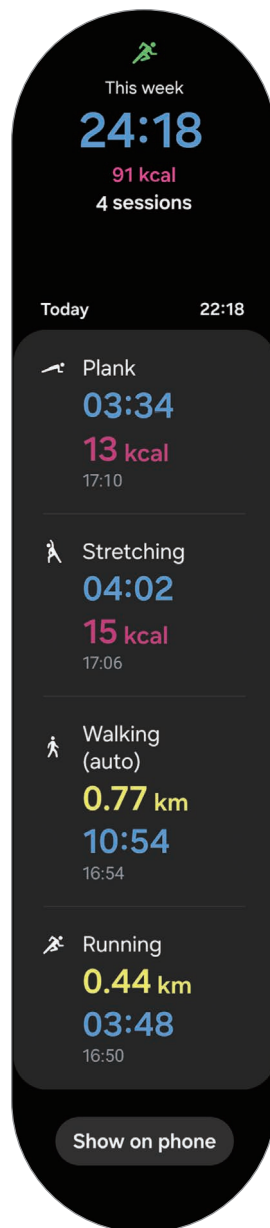 This week
24:18
91 kcal
4 sessions
Today 22:18
Plank
03:34
13 kcal
17:10
Stretching
04:02
15 kcal
17:06
Walking
(auto)
0.77 km
10:54
16:54
Running
0.44 km
03:48
16:50
Show on phone